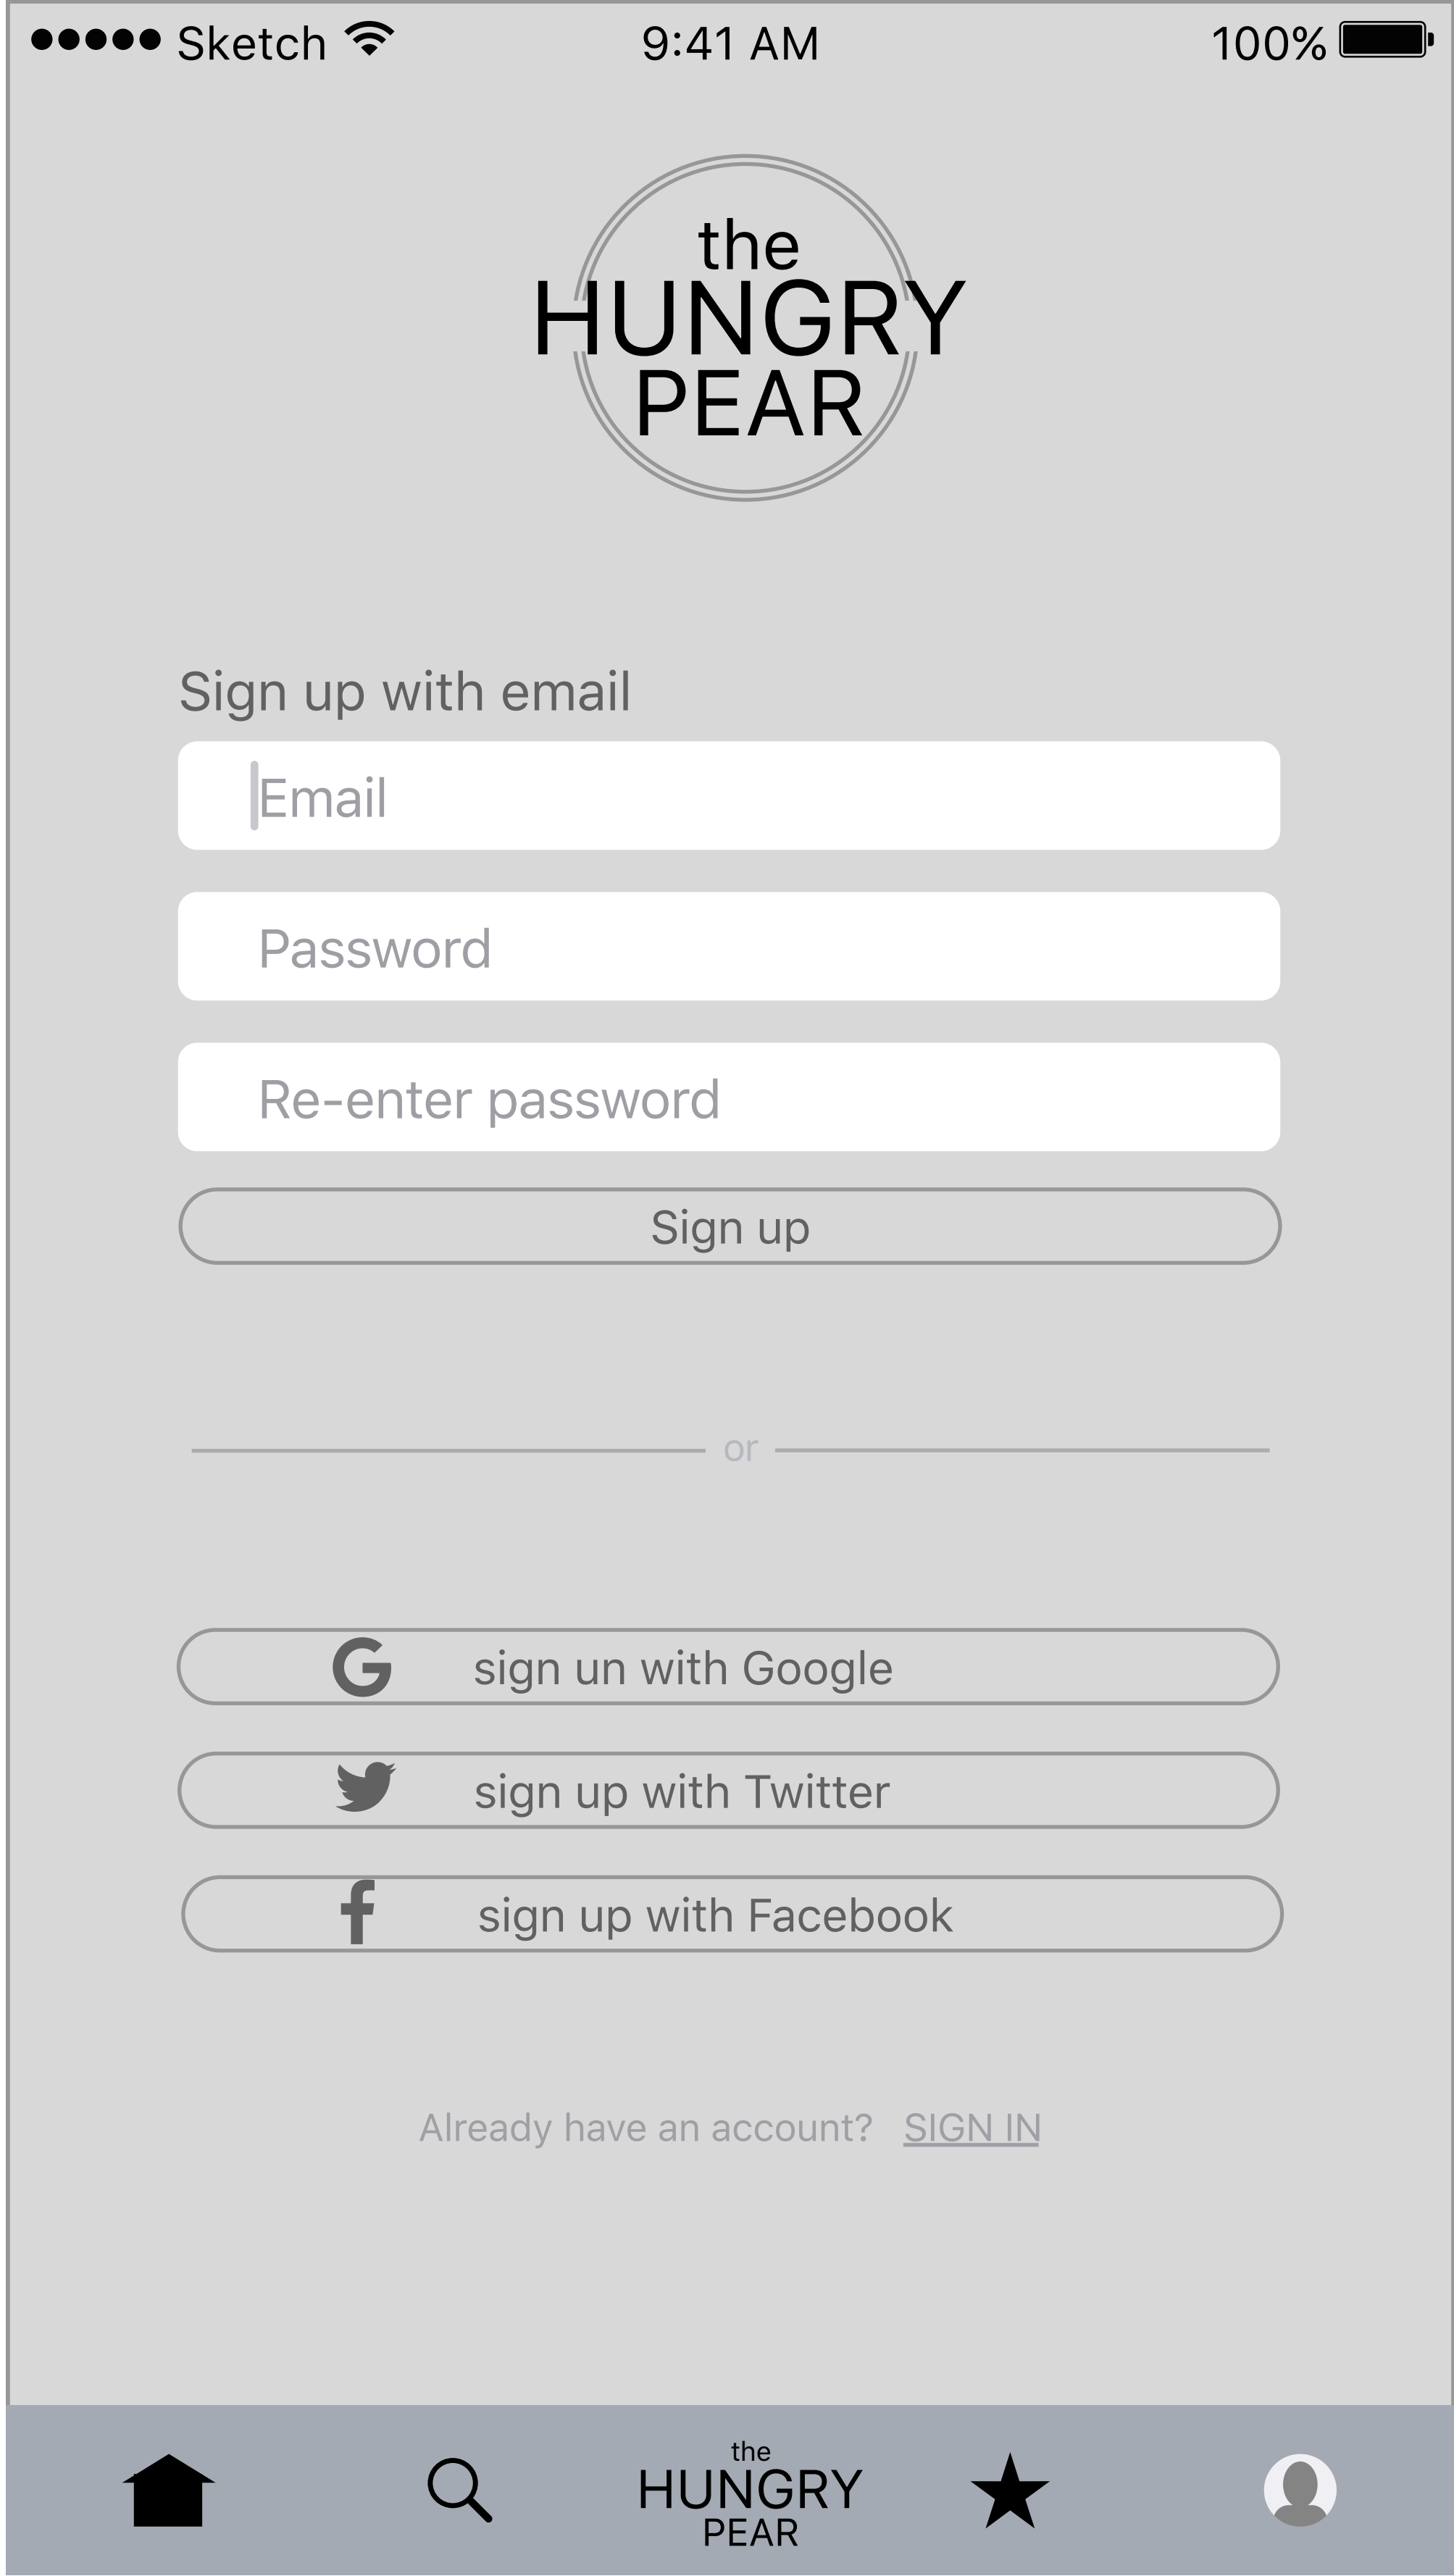 Sketch 9:41 AM 100%
the
HUNGRY
PEAR
Sign up with email
Email
Password
Re-enter password
Sign up
or
sign un with Google
sign up with Twitter
sign up with Facebook
Already have an account? SIGN IN
the
HUNGRY
PEAR